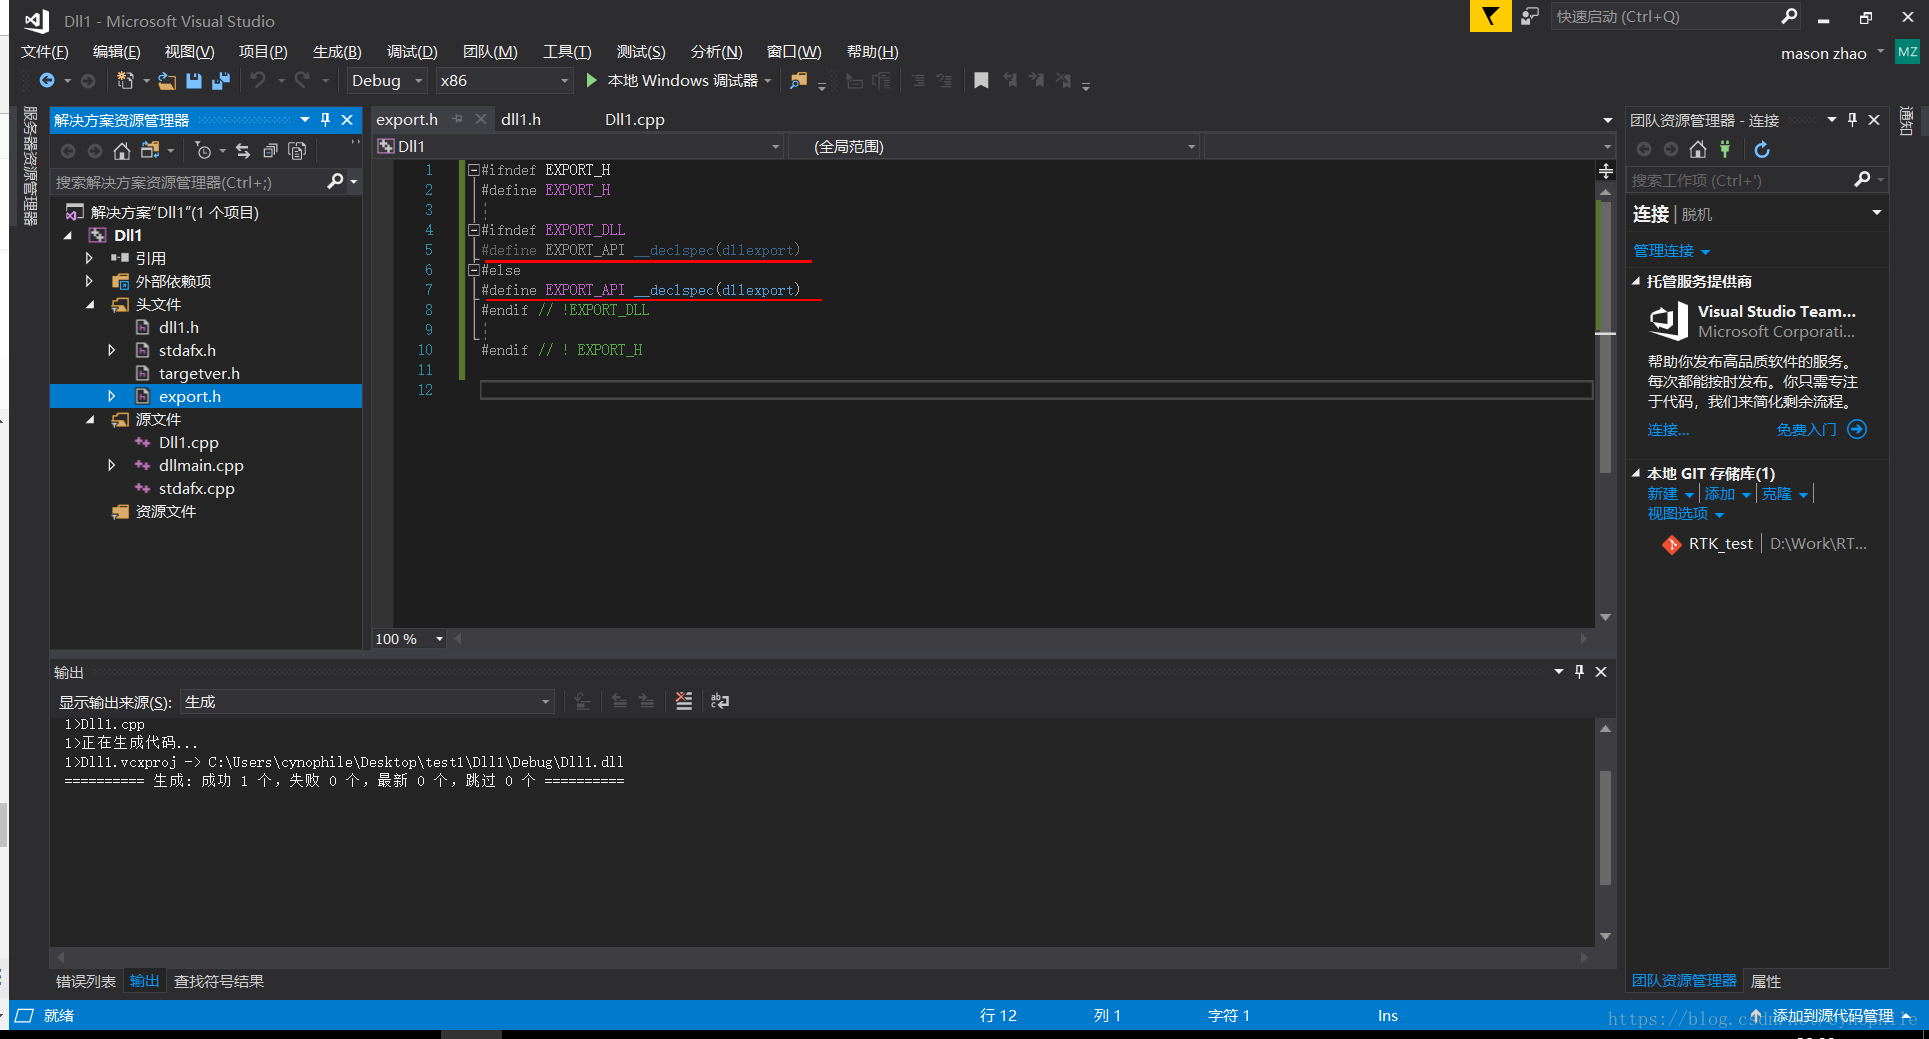 Dll1 - Microsoft Visual Studio
快速启动 (Ctrl+Q)
文件(F) 编辑(E) 视图(V) 项目(P) 生成(B) 调试(D) 团队(M) 工具(T) 测试(S) 分析(N) 窗口(W) 帮助(H)
mason zhao MZ
Debug x86 本地 Windows 调试器
服务器资源管理器
解决方案资源管理器
搜索解决方案资源管理器(Ctrl+;)
解决方案"Dll1"(1 个项目)
Dll1
引用
外部依赖项
头文件
dll1.h
stdafx.h
targetver.h
export.h
源文件
Dll1.cpp
dllmain.cpp
stdafx.cpp
资源文件
export.h dll1.h Dll1.cpp
Dll1 (全局范围)
1 #ifndef EXPORT_H
2 #define EXPORT_H
3
4 #ifndef EXPORT_DLL
5 #define EXPORT_API __declspec(dllexport)
6 #else
7 #define EXPORT_API __declspec(dllexport)
8 #endif // !EXPORT_DLL
9
10 #endif // ! EXPORT_H
11
12
100 %
团队资源管理器 - 连接
搜索工作项 (Ctrl+')
连接 | 脱机
管理连接
托管服务提供商
Visual Studio Team...
Microsoft Corporati...
帮助你发布高品质软件的服务。
每次都能按时发布。你只需专注
于代码，我们来简化剩余流程。
连接... 免费入门
本地 GIT 存储库(1)
新建 添加 克隆
视图选项
RTK_test D:\Work\RT...
团队资源管理器 属性
通知
输出
显示输出来源(S): 生成
1>Dll1.cpp
1>正在生成代码...
1>Dll1.vcxproj -> C:\Users\cynophile\Desktop\test1\Dll1\Debug\Dll1.dll
========== 生成: 成功 1 个，失败 0 个，最新 0 个，跳过 0 个 ==========
错误列表 输出 查找符号结果
就绪 行 12 列 1 字符 1 Ins 添加到源代码管理
https://blog.csdn.net/cynophile